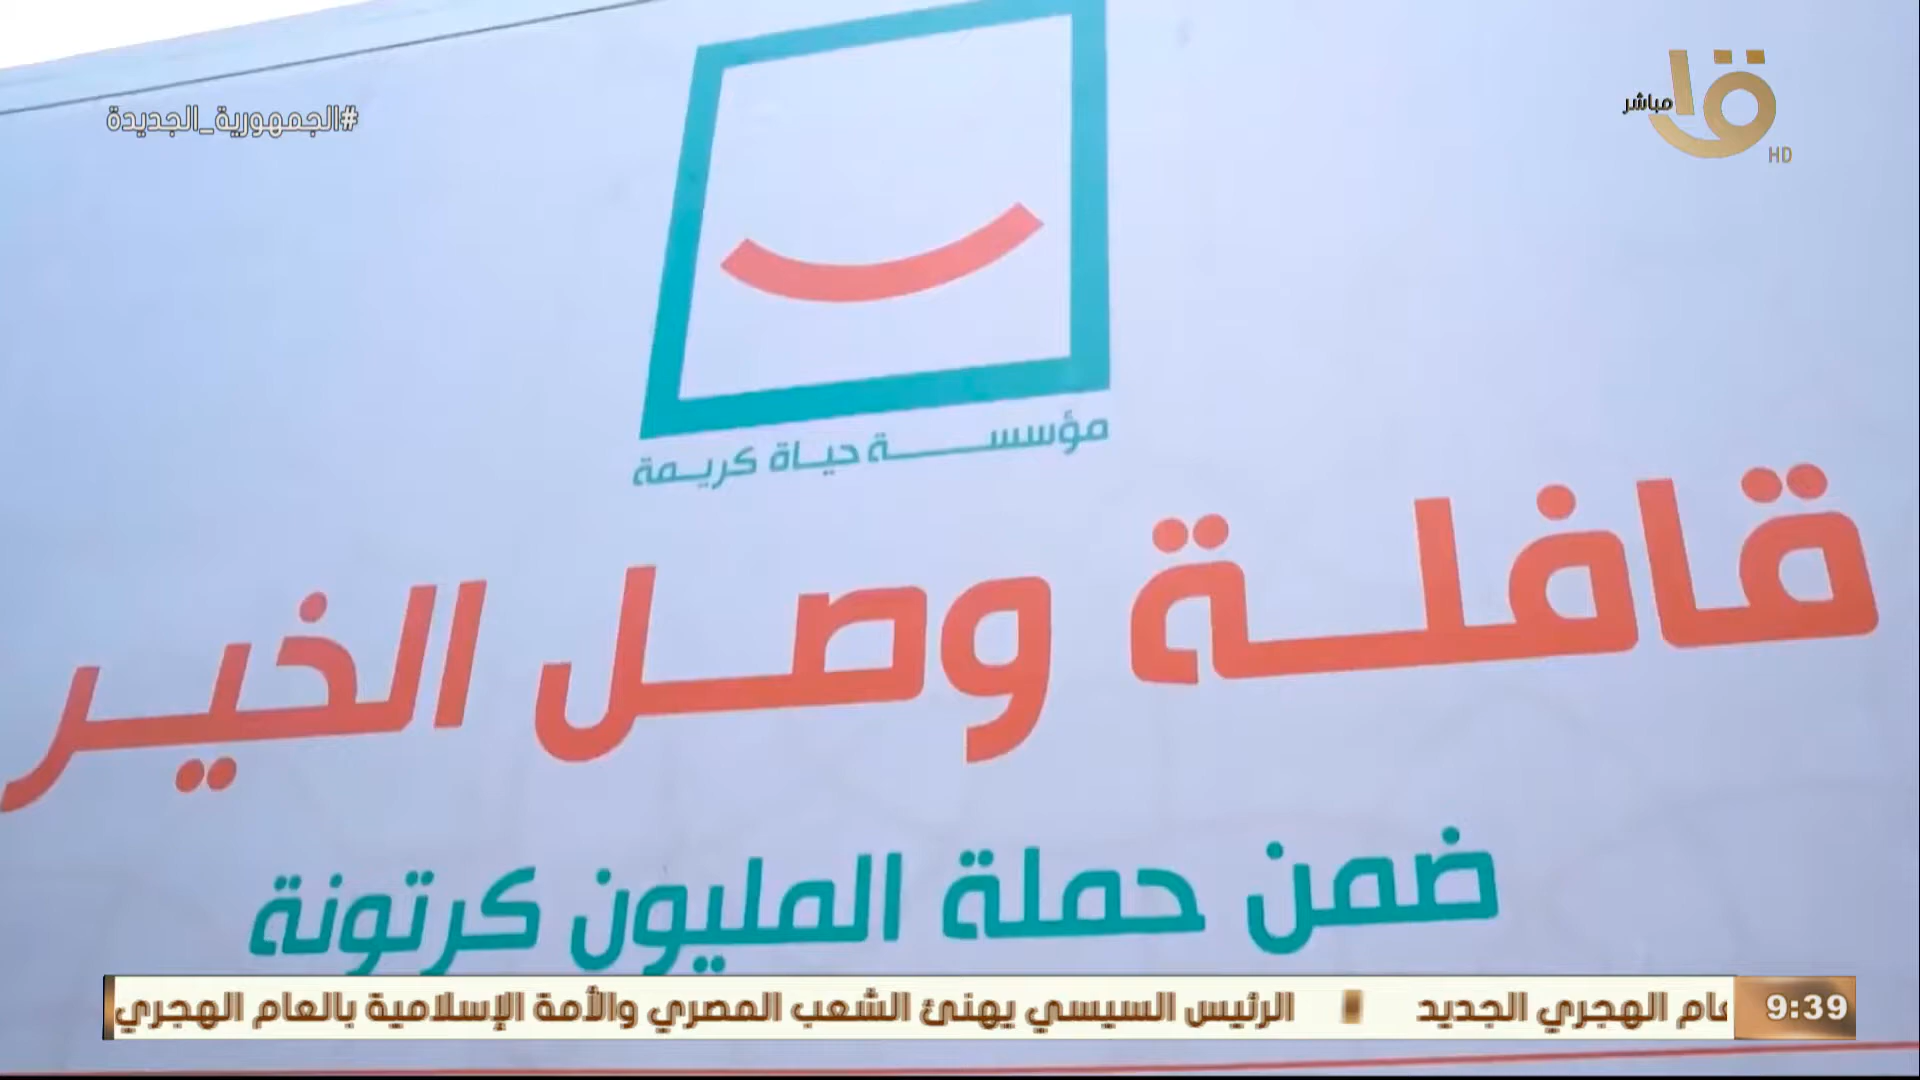 #الجمهورية_الجديدة
مباشر
HD
مؤسسة حياة كريمة
قافلة وصل الخير
ضمن حملة المليون كرتونة
عام الهجري الجديد الرئيس السيسي يهنئ الشعب المصري والأمة الإسلامية بالعام الهجري
9:39